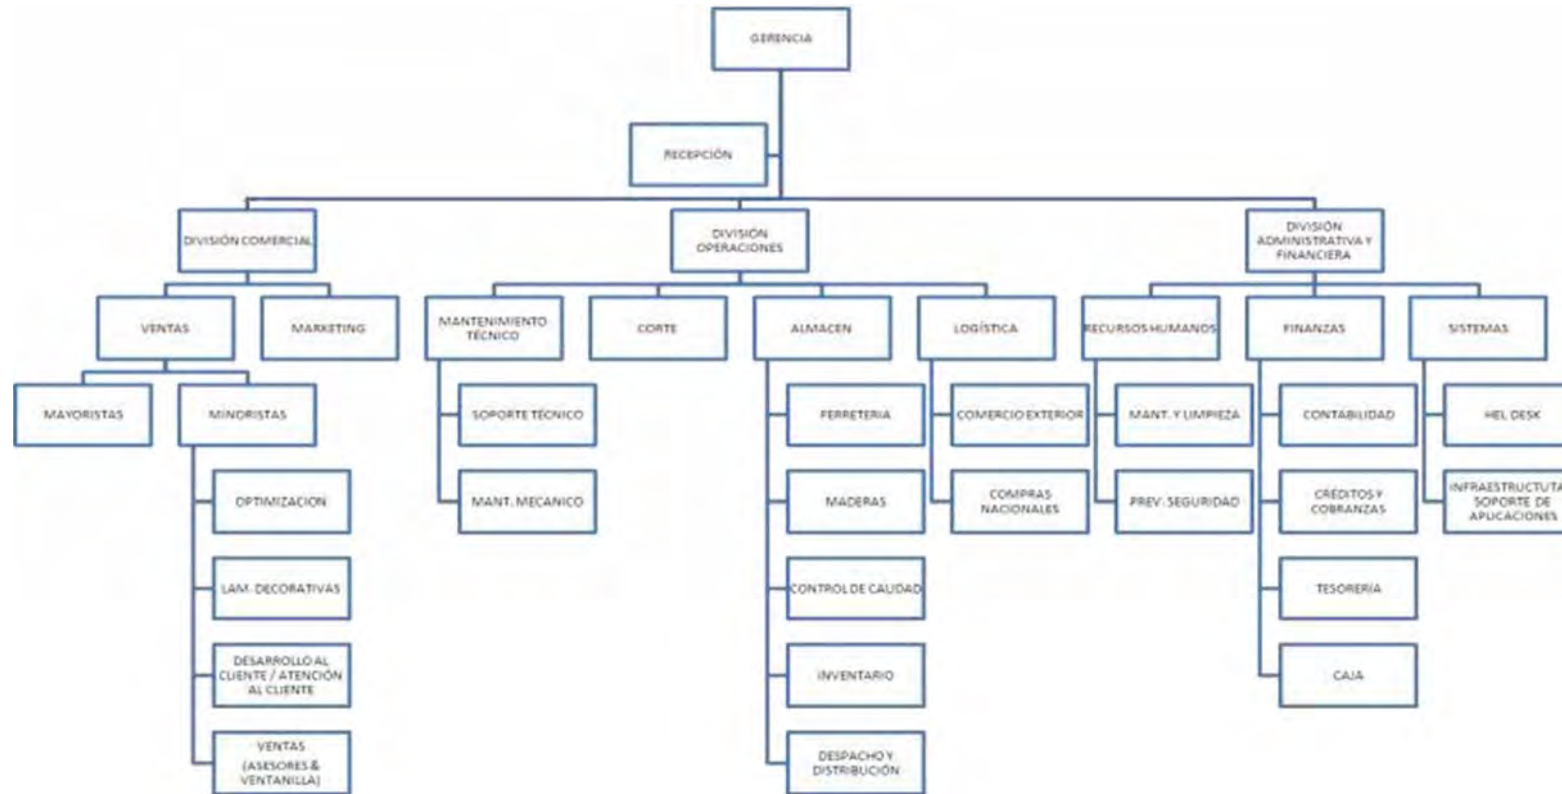 GERENCIA
RECEPCIÓN
DIVISIÓN COMERCIAL
DIVISIÓN
OPERACIONES
DIVISIÓN
ADMINISTRATIVA Y
FINANCIERA
VENTAS
MARKETING
MANTENIMIENTO
TÉCNICO
CORTE
ALMACEN
LOGÍSTICA
RECURSOS HUMANOS
FINANZAS
SISTEMAS
MAYORISTAS
MINORISTAS
SOPORTE TÉCNICO
FERRETERIA
COMERCIO EXTERIOR
MANT. Y LIMPIEZA
CONTABILIDAD
HEL DESK
OPTIMIZACION
MANT. MECANICO
MADERAS
COMPRAS
NACIONALES
PREV. SEGURIDAD
CRÉDITOS Y
COBRANZAS
INFRAESTRUCTUTA
SOPORTE DE
APLICACIONES
LAM. DECORATIVAS
CONTROL DE CAUDAD
TESORERÍA
DESARROLLO AL
CLIENTE / ATENCIÓN
AL CLIENTE
INVENTARIO
CAJA
VENTAS
(ASESORES &
VENTANILLA)
DESPACHO Y
DISTRIBUCIÓN